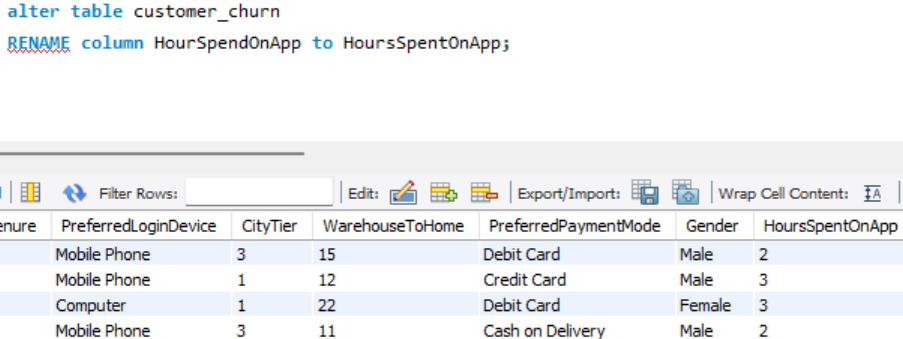 alter table customer_churn
RENAME column HourSpendOnApp to HoursSpentOnApp;
Filter Rows: Edit: Export/Import: Wrap Cell Content:
enure PreferredLoginDevice CityTier WarehouseToHome PreferredPaymentMode Gender HoursSpentOnApp
Mobile Phone 3 15 Debit Card Male 2
Mobile Phone 1 12 Credit Card Male 3
Computer 1 22 Debit Card Female 3
Mobile Phone 3 11 Cash on Delivery Male 2